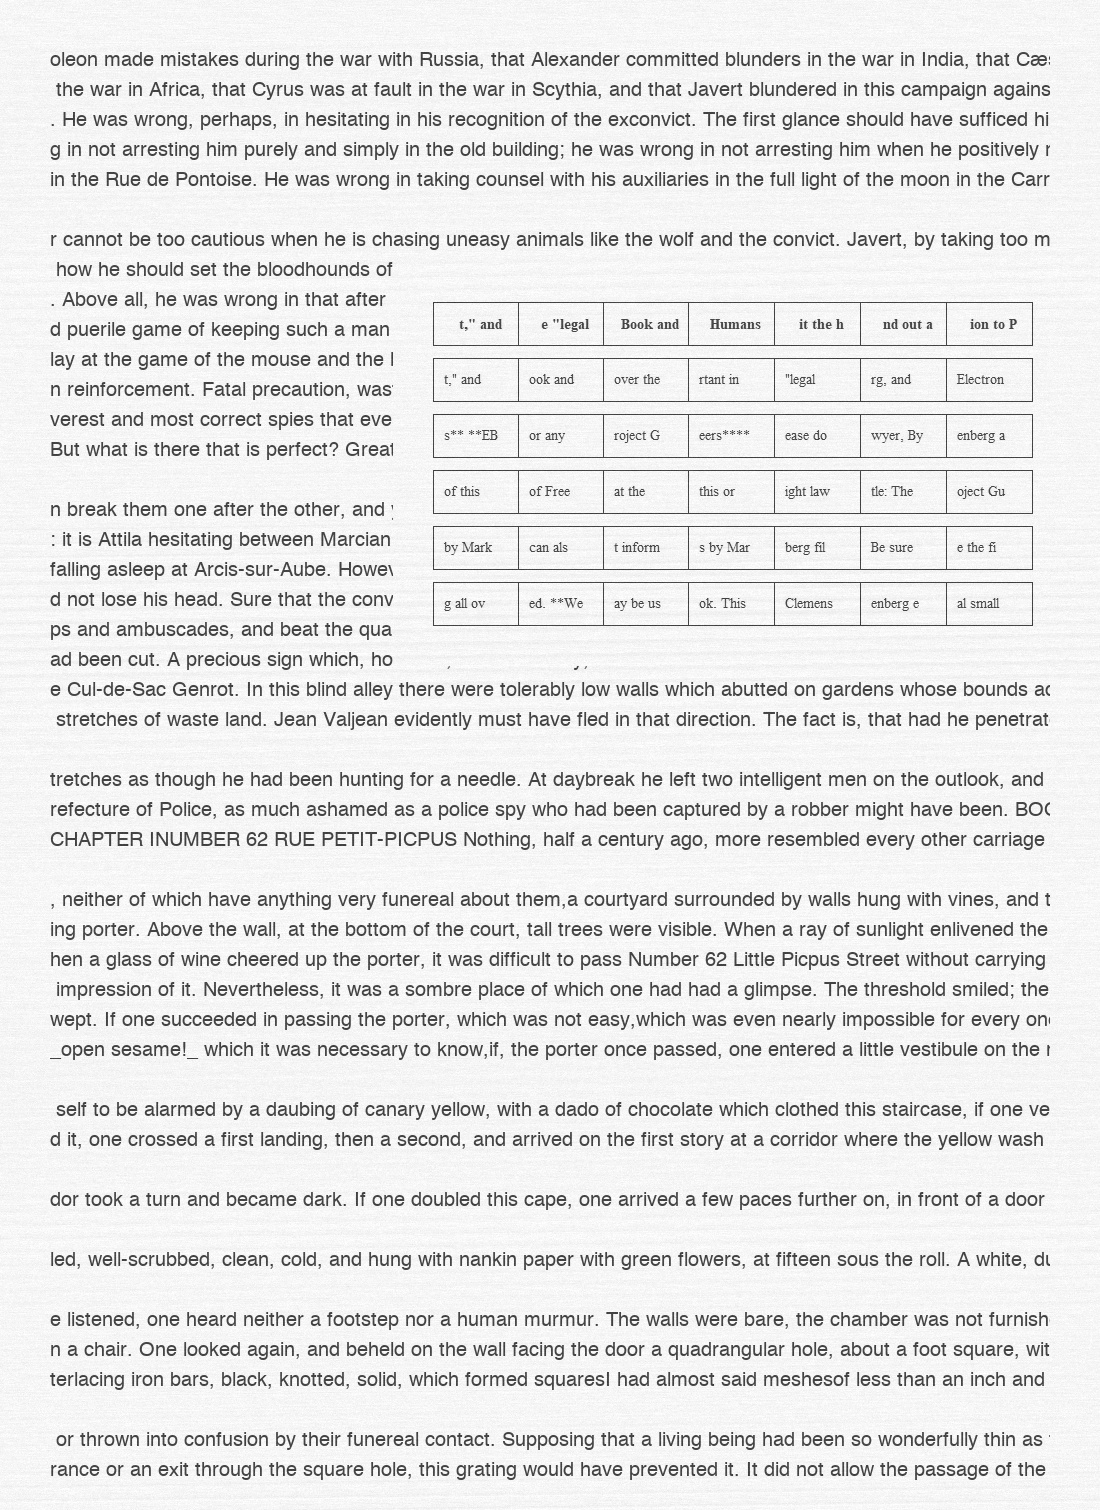 oleon made mistakes during the war with Russia, that Alexander committed blunders in the war in India, that
the war in Africa, that Cyrus was at fault in the war in Scythia, and that Javert blundered in this campaign agains
. He was wrong, perhaps, in hesitating in his recognition of the exconvict. The first glance should have sufficed hi
g in not arresting him purely and simply in the old building; he was wrong in not arresting him when he positively
in the Rue de Pontoise. He was wrong in taking counsel with his auxiliaries in the full light of the moon in the Carr
r cannot be too cautious when he is chasing uneasy animals like the wolf and the convict. Javert, by taking too m
how he should set the bloodhounds of
. Above all, he was wrong in that after
d puerile game of keeping such a man
lay at the game of the mouse and the
n reinforcement. Fatal precaution, was
verest and most correct spies that eve
But what is there that is perfect? Great
n break them one after the other, and
: it is Attila hesitating between Marcian
falling asleep at Arcis-sur-Aube. Howev
d not lose his head. Sure that the conv
ps and ambuscades, and beat the qua
ad been cut. A precious sign which, ho
t," and e "legal Book and Humans it the h nd out a ion to P
t," and ook and over the rtant in "legal rg, and Electron
s** **EB or any roject G eers**** ease do wyer, By enberg a
of this of Free at the this or ight law tle: The oject Gu
by Mark can als t inform s by Mar berg fil Be sure e the fi
g all ov ed. **We ay be us ok. This Clemens enberg e al small
e Cul-de-Sac Genrot. In this blind alley there were tolerably low walls which abutted on gardens whose bounds
stretches of waste land. Jean Valjean evidently must have fled in that direction. The fact is, that had he penetrat
tretches as though he had been hunting for a needle. At daybreak he left two intelligent men on the outlook, and
refecture of Police, as much ashamed as a police spy who had been captured by a robber might have been.
CHAPTER INUMBER 62 RUE PETIT-PICPUS Nothing, half a century ago, more resembled every other carriage
, neither of which have anything very funereal about them,a courtyard surrounded by walls hung with vines, and t
ing porter. Above the wall, at the bottom of the court, tall trees were visible. When a ray of sunlight enlivened the
hen a glass of wine cheered up the porter, it was difficult to pass Number 62 Little Picpus Street without carrying
impression of it. Nevertheless, it was a sombre place of which one had had a glimpse. The threshold smiled; the
wept. If one succeeded in passing the porter, which was not easy,which was even nearly impossible for every
_open sesame!_ which it was necessary to know,if, the porter once passed, one entered a little vestibule on the
self to be alarmed by a daubing of canary yellow, with a dado of chocolate which clothed this staircase, if one ve
d it, one crossed a first landing, then a second, and arrived on the first story at a corridor where the yellow wash
dor took a turn and became dark. If one doubled this cape, one arrived a few paces further on, in front of a door
led, well-scrubbed, clean, cold, and hung with nankin paper with green flowers, at fifteen sous the roll. A white,
e listened, one heard neither a footstep nor a human murmur. The walls were bare, the chamber was not furnish
n a chair. One looked again, and beheld on the wall facing the door a quadrangular hole, about a foot square, wit
terlacing iron bars, black, knotted, solid, which formed squaresI had almost said meshesof less than an inch and
or thrown into confusion by their funereal contact. Supposing that a living being had been so wonderfully thin as
rance or an exit through the square hole, this grating would have prevented it. It did not allow the passage of the